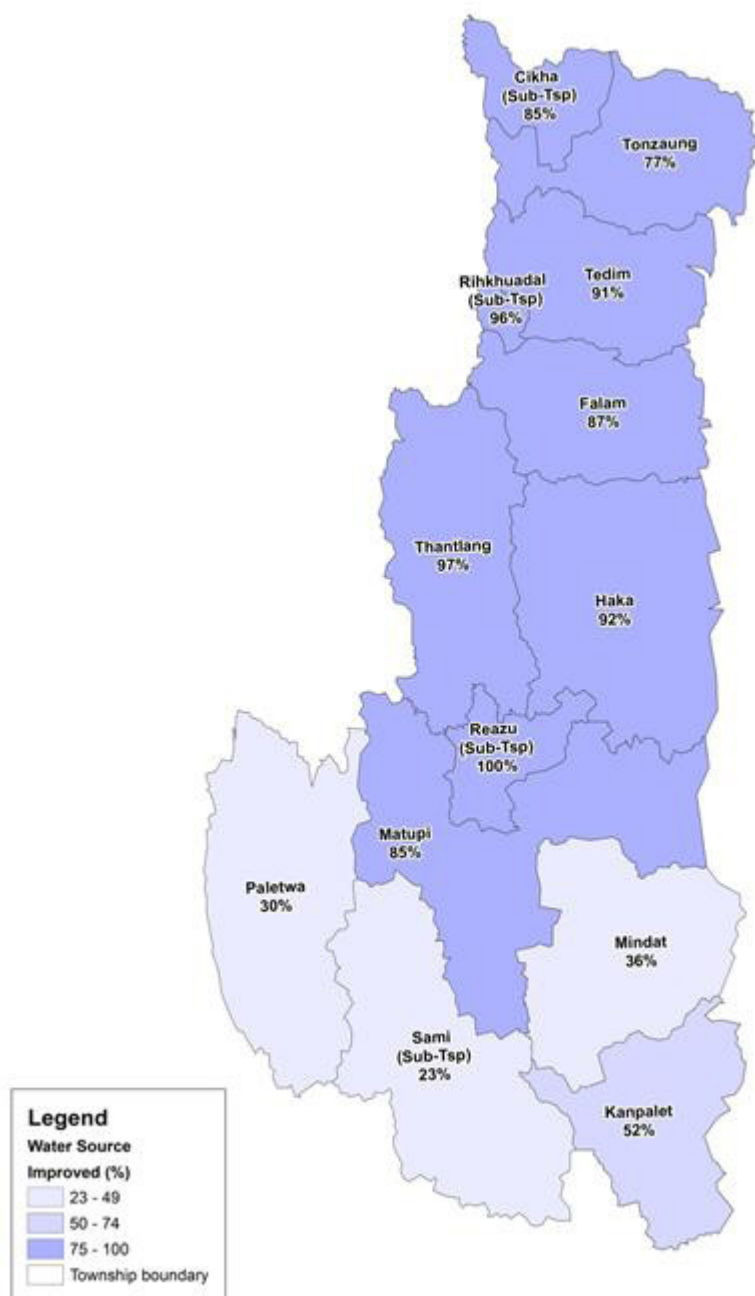 Cikha
(Sub-Tsp)
85%
Tonzaung
77%
Tedim
91%
Rihkhuadal
(Sub-Tsp)
96%
Falam
87%
Thantlang
97%
Haka
92%
Reazu
(Sub-Tsp)
100%
Matupi
85%
Paletwa
30%
Mindat
36%
Sami
(Sub-Tsp)
23%
Kanpalet
52%
Legend
Water Source
Improved (%)
23 - 49
50 - 74
75 - 100
Township boundary